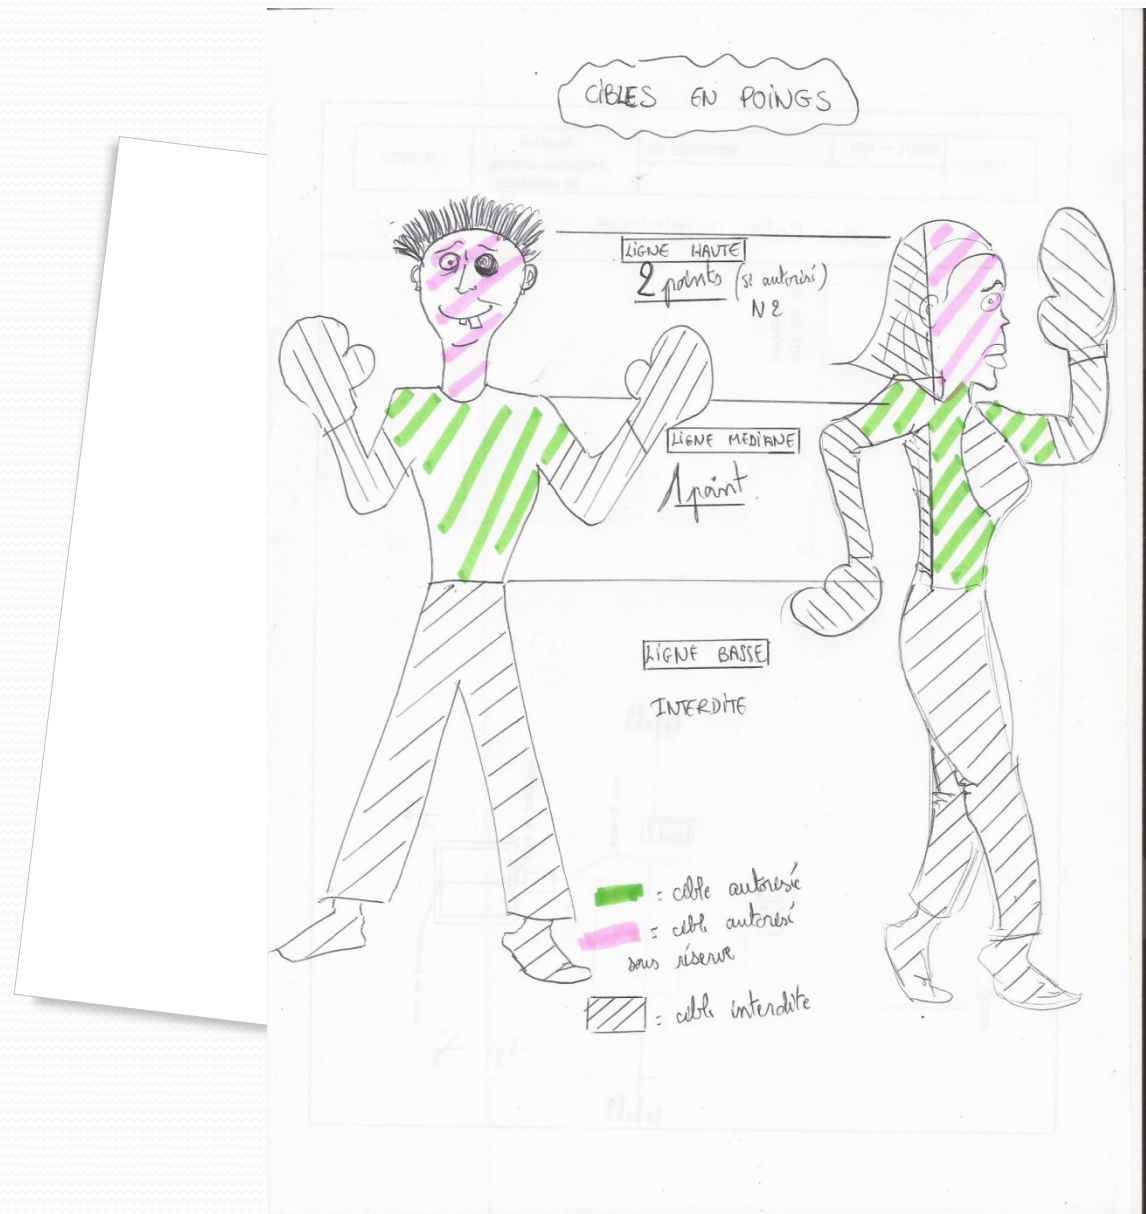 CIBLES EN POINGS
LIGNE HAUTE
2 points (si autorisé)
N2
LIGNE MEDIANE
1 point.
LIGNE BASSE
INTERDITE
= cible autorisée
= cible autorisé
sous réserve
= cible interdite